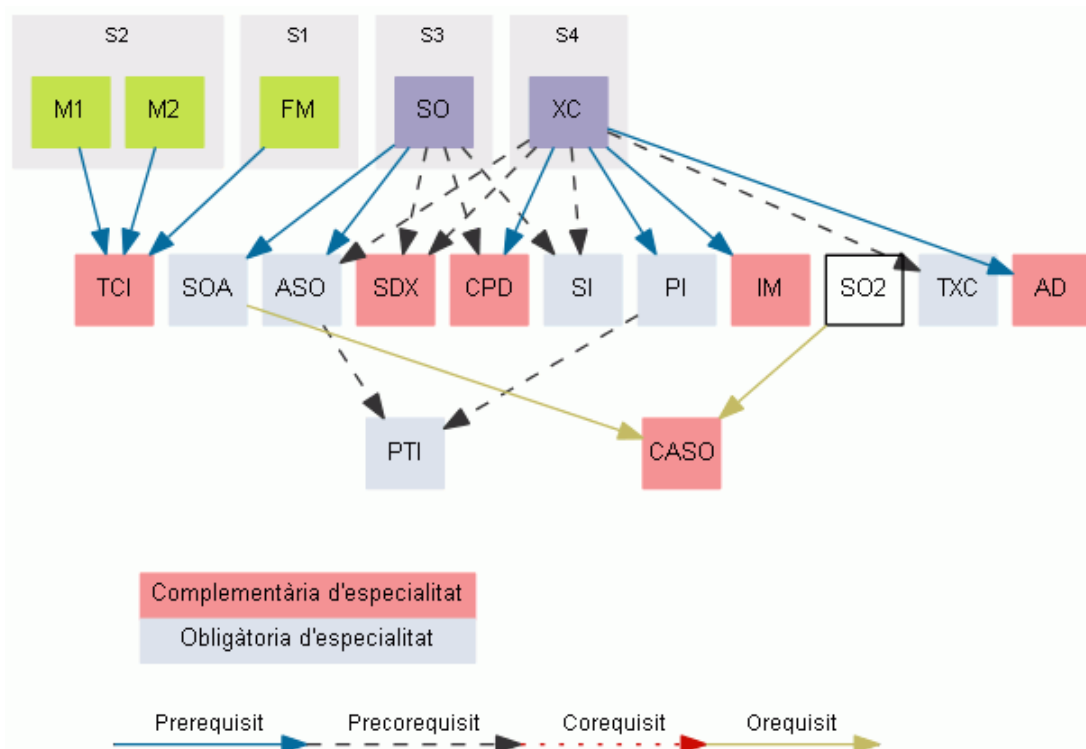 S2
S1
S3
S4
M1
M2
FM
SO
XC
TCI
SOA
ASO
SDX
CPD
SI
PI
IM
SO2
TXC
AD
PTI
CASO
Complementària d'especialitat
Obligàtoria d'especialitat
Prerequisit
Precorequisit
Corequisit
Orequisit